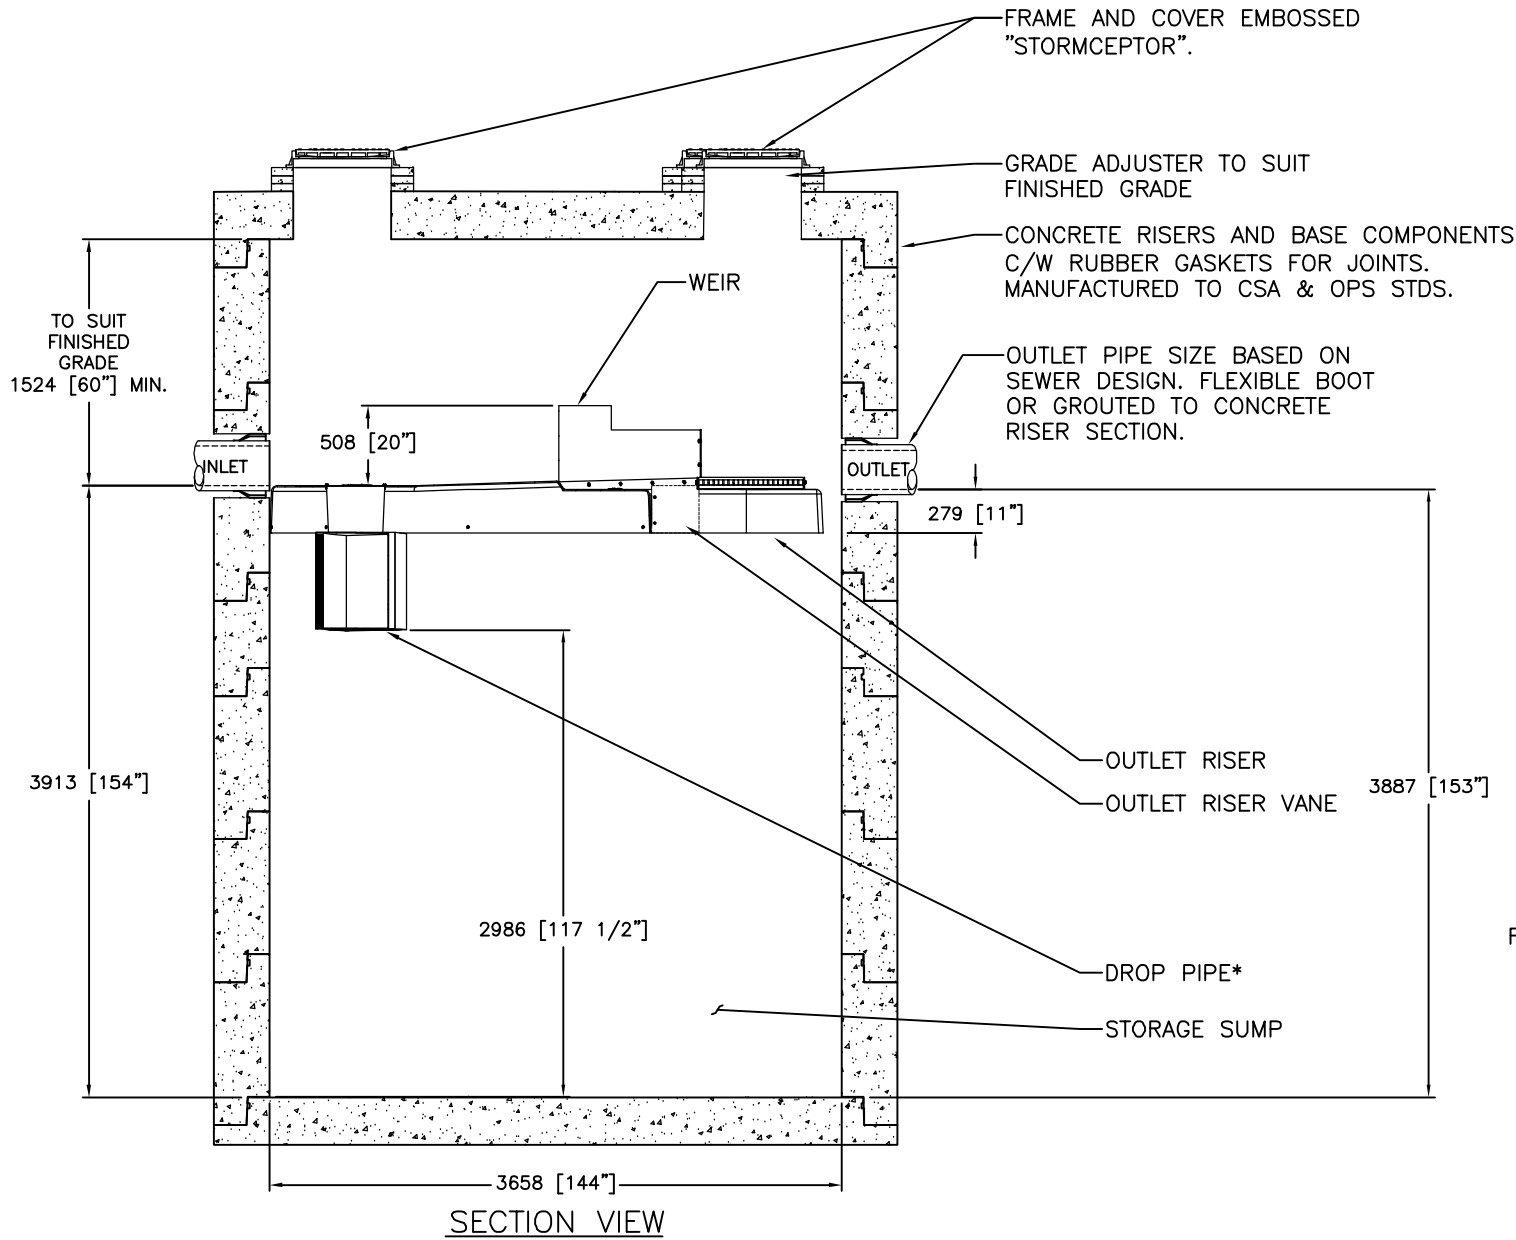 FRAME AND COVER EMBOSSED
"STORMCEPTOR".
GRADE ADJUSTER TO SUIT
FINISHED GRADE
CONCRETE RISERS AND BASE COMPONENTS
C/W RUBBER GASKETS FOR JOINTS.
MANUFACTURED TO CSA & OPS STDS.
WEIR
TO SUIT
FINISHED
GRADE
1524 [60"] MIN.
OUTLET PIPE SIZE BASED ON
SEWER DESIGN. FLEXIBLE BOOT
OR GROUTED TO CONCRETE
RISER SECTION.
508 [20"]
INLET
OUTLET
279 [11"]
OUTLET RISER
3913 [154"]
3887 [153"]
OUTLET RISER VANE
2986 [117 1/2"]
F
DROP PIPE*
STORAGE SUMP
3658 [144"]
SECTION VIEW